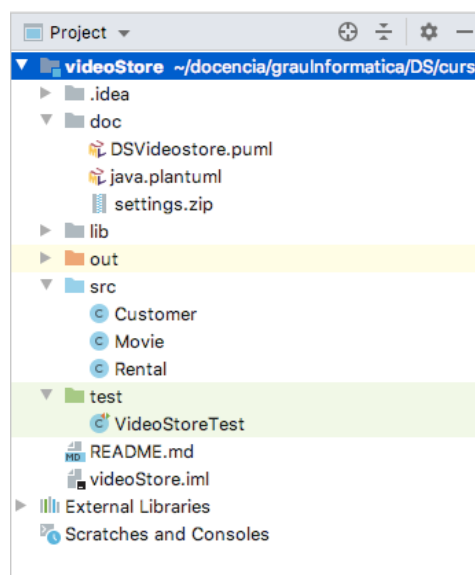 Project
videoStore ~/docencia/grauInformatica/DS/curs
.idea
doc
DSVideostore.puml
java.plantuml
settings.zip
lib
out
src
C Customer
C Movie
C Rental
test
C VideoStoreTest
MD README.md
videoStore.iml
External Libraries
Scratches and Consoles